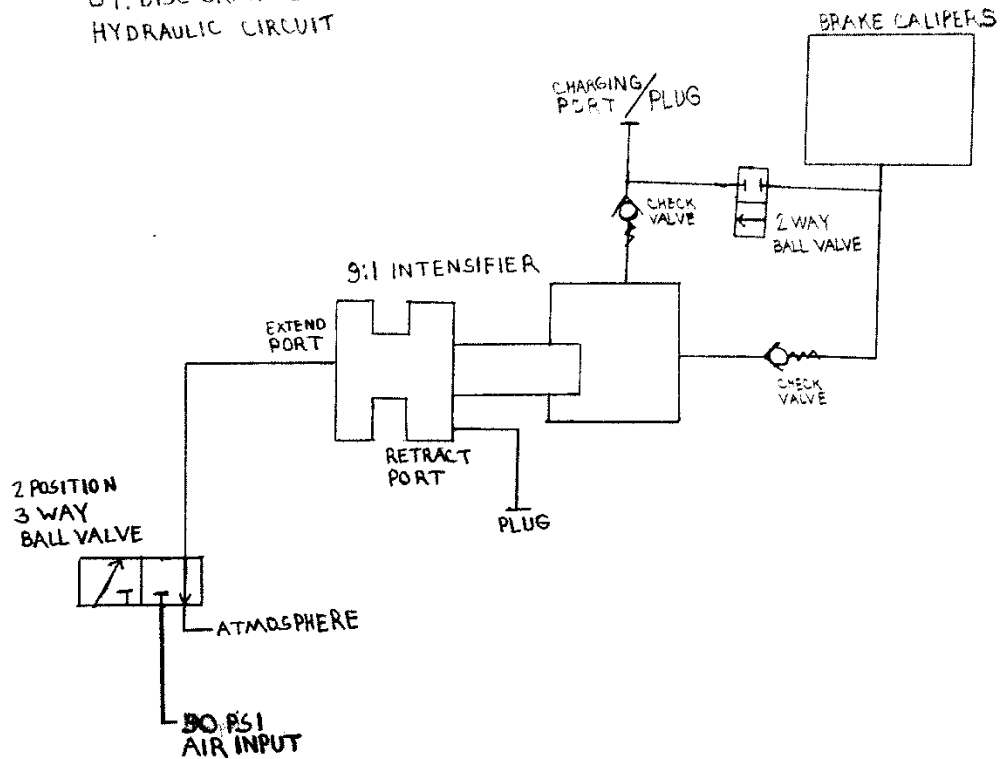 HYDRAULIC CIRCUIT
BRAKE CALIPERS
CHARGING
PORT / PLUG
CHECK
VALVE
2 WAY
BALL VALVE
9:1 INTENSIFIER
EXTEND
PORT
CHECK
VALVE
RETRACT
PORT
PLUG
2 POSITION
3 WAY
BALL VALVE
ATMOSPHERE
90 PSI
AIR INPUT